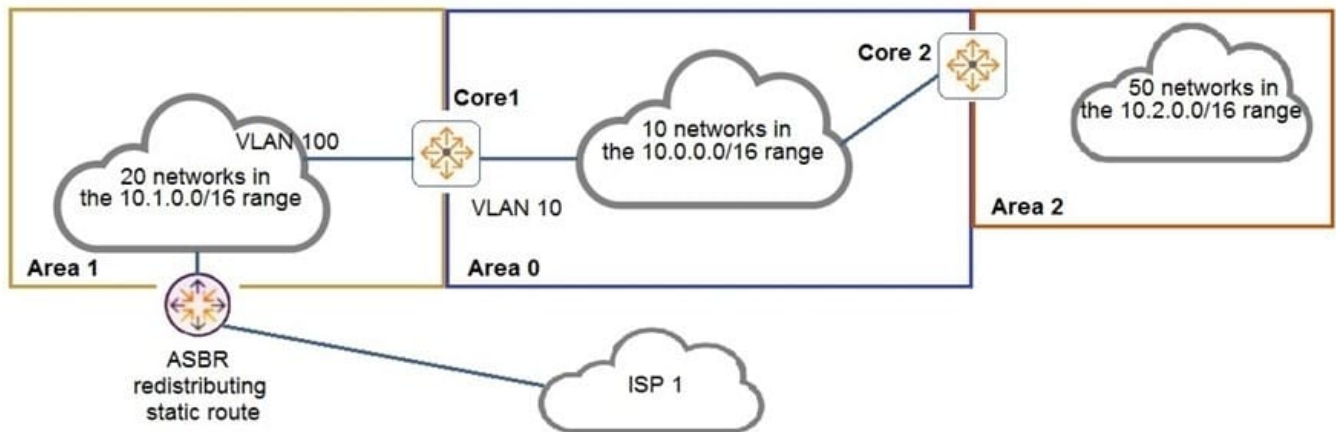 VLAN 100
20 networks in
the 10.1.0.0/16 range
Area 1
ASBR
redistributing
static route
Core1
VLAN 10
10 networks in
the 10.0.0.0/16 range
Area 0
ISP 1
Core 2
50 networks in
the 10.2.0.0/16 range
Area 2